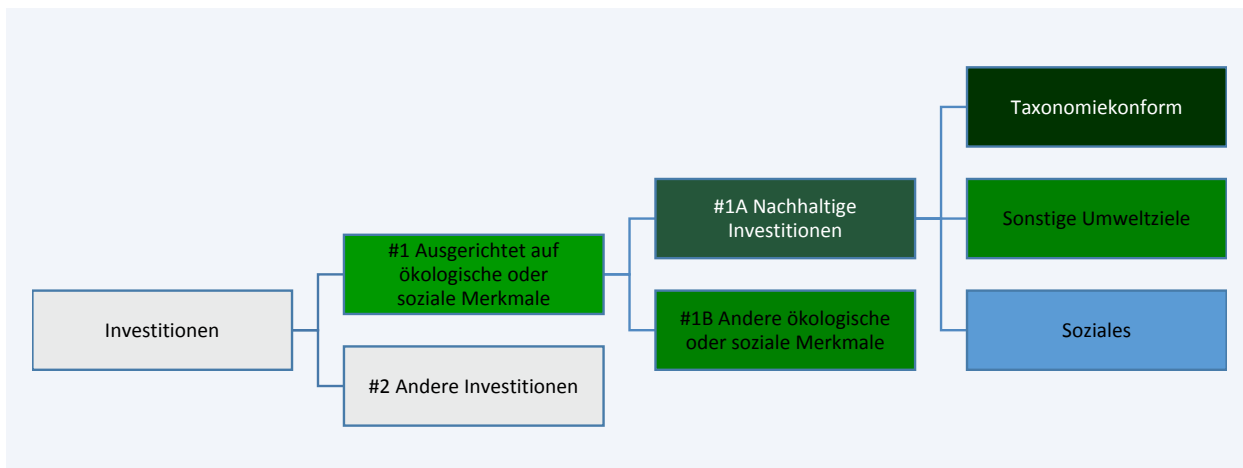 Investitionen
#1 Ausgerichtet auf
ökologische oder
soziale Merkmale
#2 Andere Investitionen
#1A Nachhaltige
Investitionen
#1B Andere ökologische
oder soziale Merkmale
Taxonomiekonform
Sonstige Umweltziele
Soziales